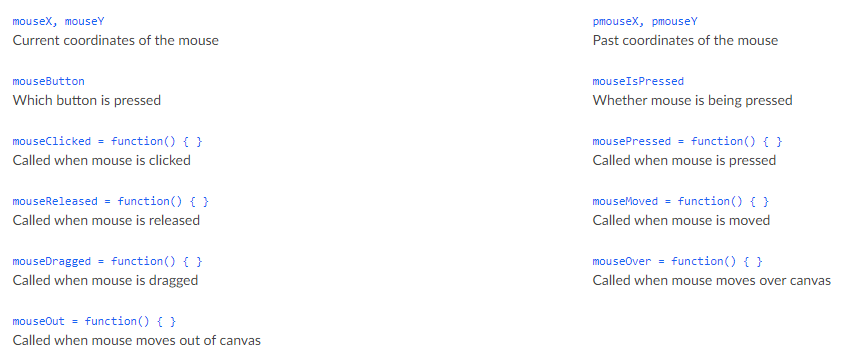 mouseX, mouseY
Current coordinates of the mouse
pmouseX, pmouseY
Past coordinates of the mouse
mouseButton
Which button is pressed
mouseIsPressed
Whether mouse is being pressed
mouseClicked = function() { }
Called when mouse is clicked
mousePressed = function() { }
Called when mouse is pressed
mouseReleased = function() { }
Called when mouse is released
mouseMoved = function() { }
Called when mouse is moved
mouseDragged = function() { }
Called when mouse is dragged
mouseOver = function() { }
Called when mouse moves over canvas
mouseOut = function() { }
Called when mouse moves out of canvas